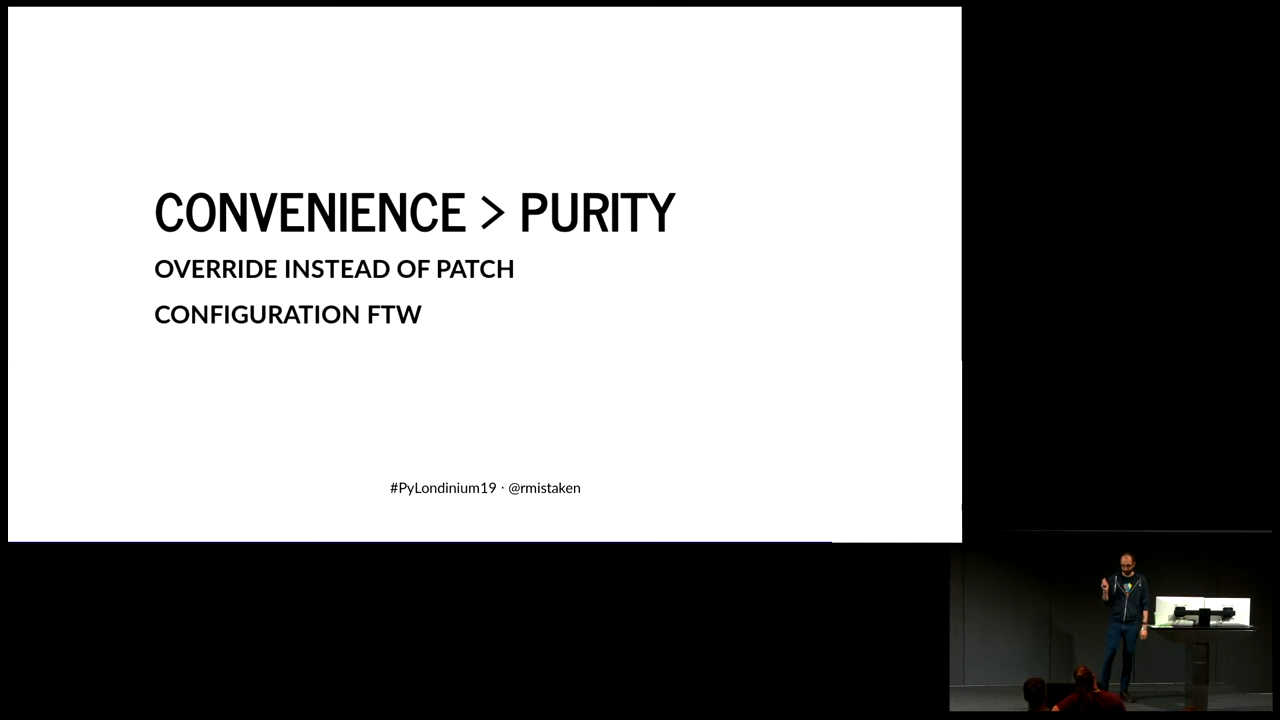 CONVENIENCE > PURITY
OVERRIDE INSTEAD OF PATCH
CONFIGURATION FTW
#PyLondinium19 · @rmistaken